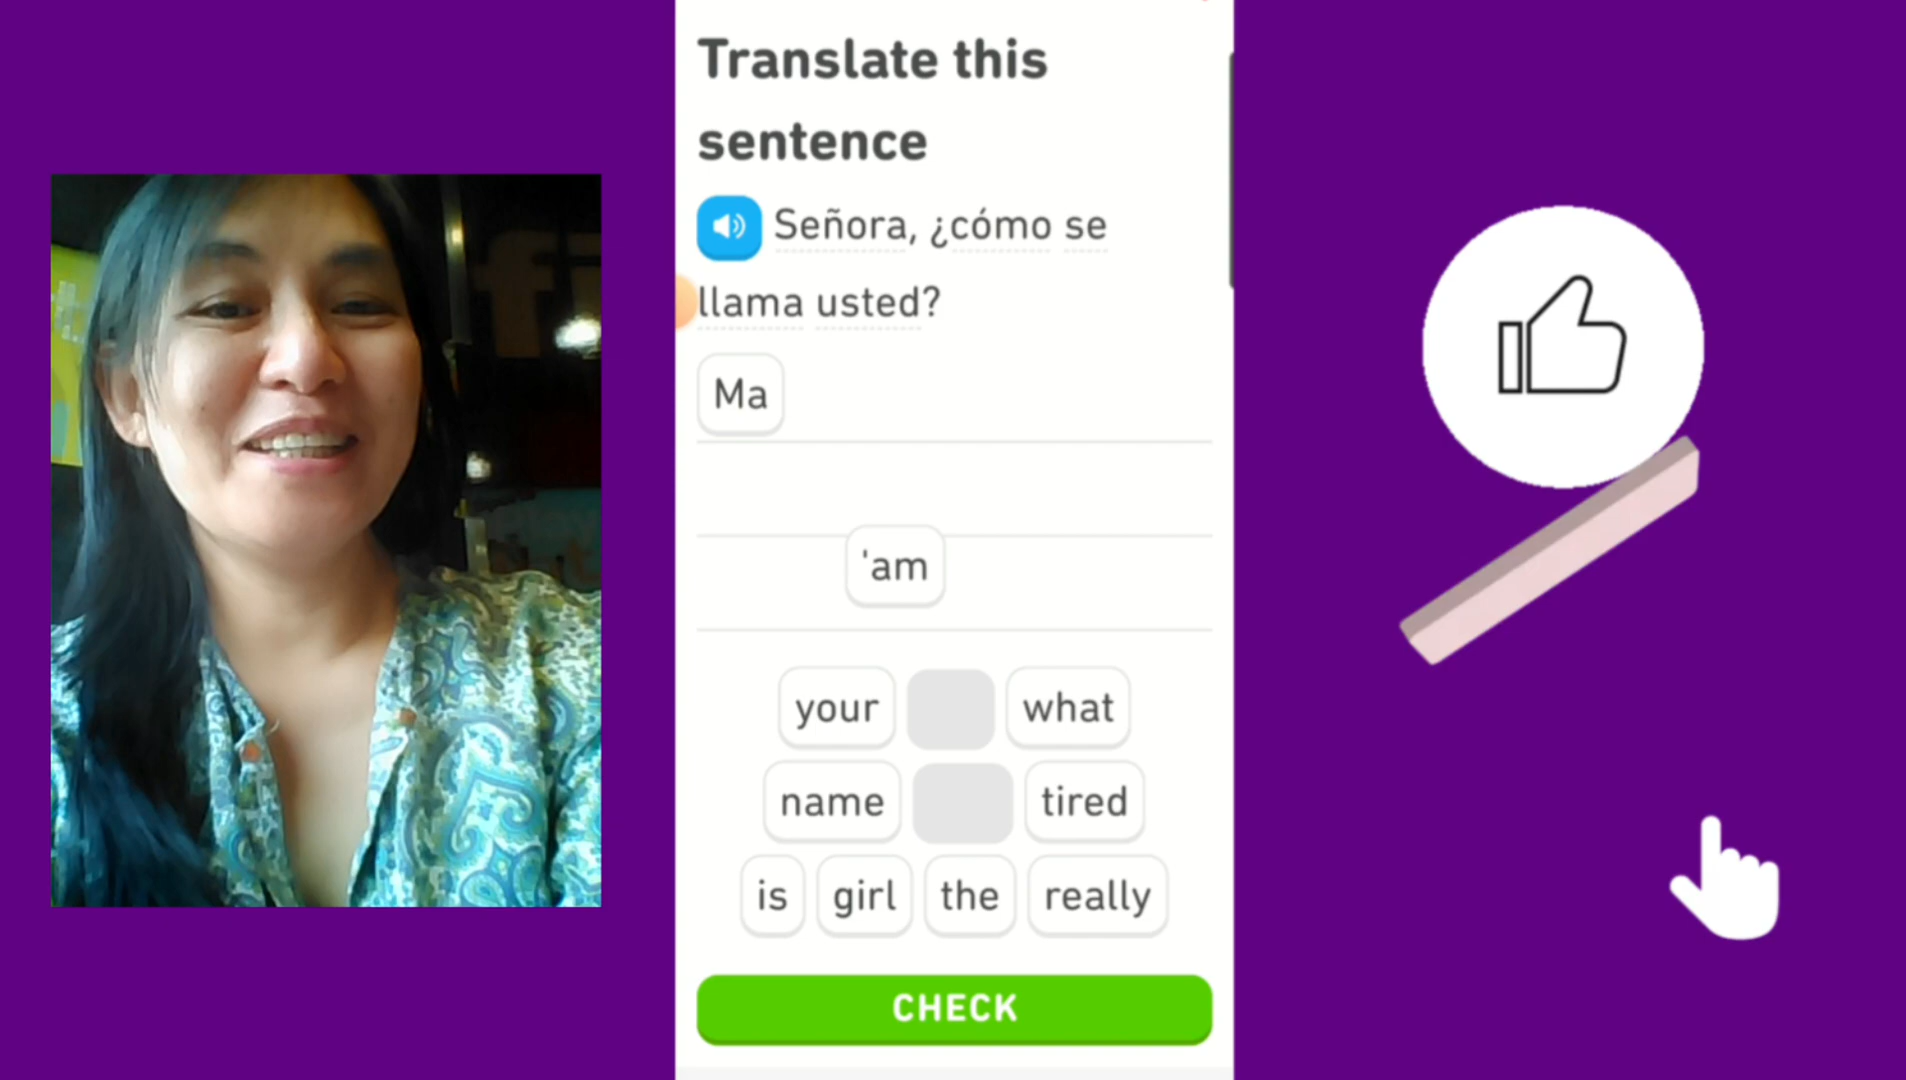 Translate this
sentence
Señora, ¿cómo se
llama usted?
Ma
'am
your what
name tired
is girl the really
CHECK